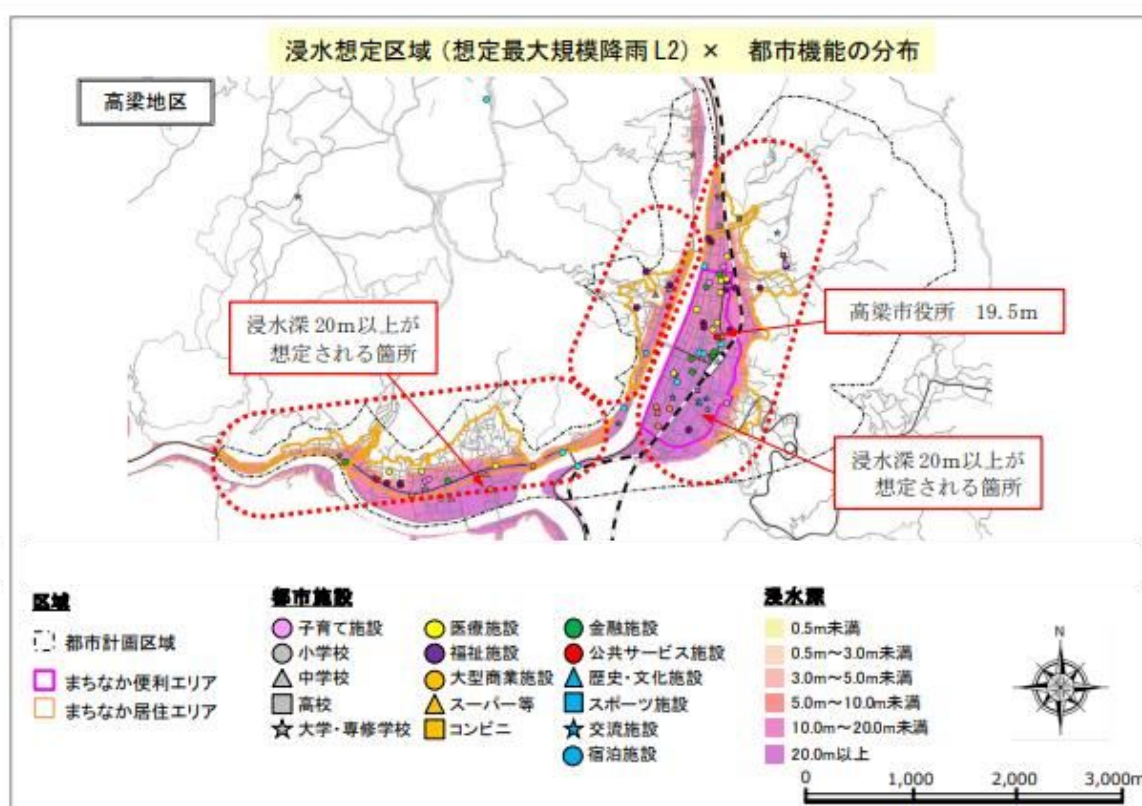 浸水想定区域（想定最大規模降雨 L2）× 都市機能の分布
高梁地区
浸水深 20m以上が
想定される箇所
高梁市役所 19.5m
浸水深 20m以上が
想定される箇所
区域
都市計画区域
まちなか便利エリア
まちなか居住エリア
都市施設
子育て施設
小学校
中学校
高校
大学・専修学校
医療施設
福祉施設
大型商業施設
スーパー等
コンビニ
金融施設
公共サービス施設
歴史・文化施設
スポーツ施設
交流施設
宿泊施設
浸水深
0.5m未満
0.5m～3.0m未満
3.0m～5.0m未満
5.0m～10.0m未満
10.0m～20.0m未満
20.0m以上
N
0 1,000 2,000 3,000m